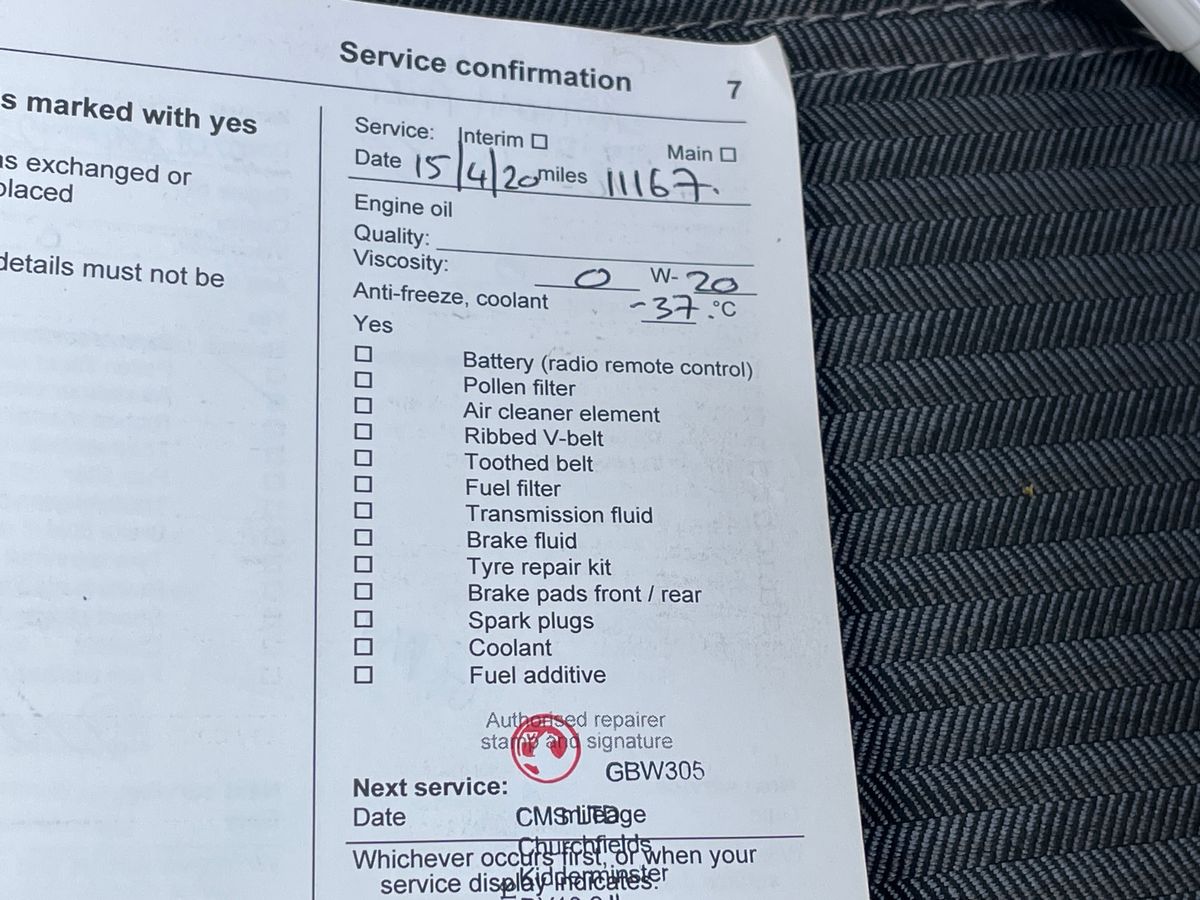 Service confirmation 7
s marked with yes
as exchanged or
placed
details must not be
Service: Interim ☐ Main ☐
Date 15/4/20 miles 11167.
Engine oil
Quality:
Viscosity: 0 W- 20
Anti-freeze, coolant -37.°C
Yes
☐ Battery (radio remote control)
☐ Pollen filter
☐ Air cleaner element
☐ Ribbed V-belt
☐ Toothed belt
☐ Fuel filter
☐ Transmission fluid
☐ Brake fluid
☐ Tyre repair kit
☐ Brake pads front / rear
☐ Spark plugs
☐ Coolant
☐ Fuel additive
Authorised repairer
stamp and signature
GBW305
Next service:
Date mileage
CMS LTD
Churchfields
Whichever occurs first, or when your
Kidderminster
service display indicates.